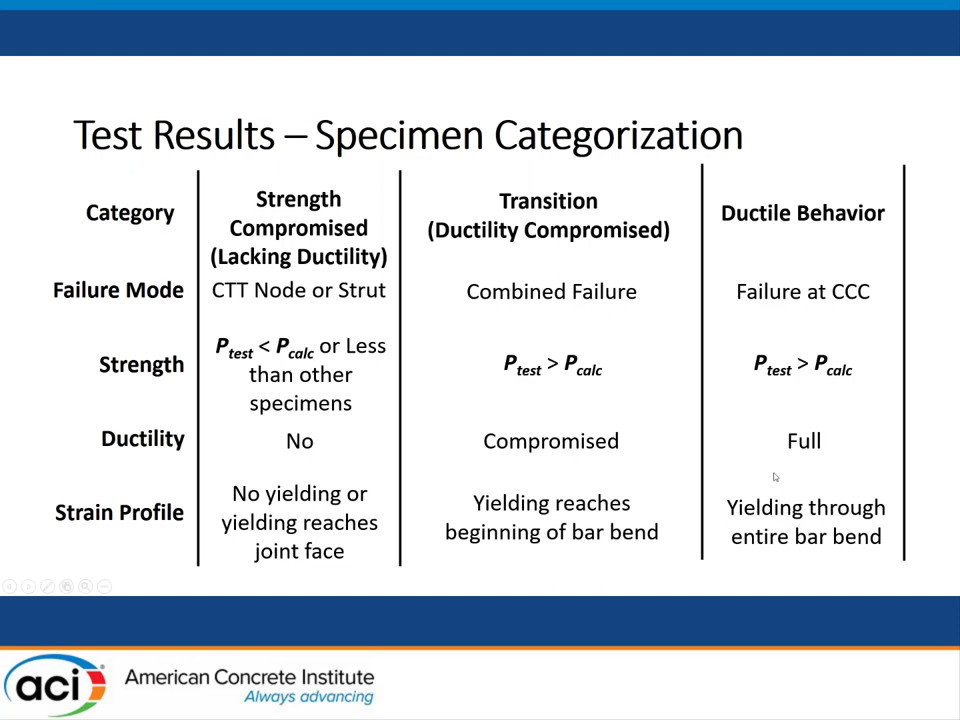 Test Results – Specimen Categorization
Category
Strength
Compromised
(Lacking Ductility)
Transition
(Ductility Compromised)
Ductile Behavior
Failure Mode
CTT Node or Strut
Combined Failure
Failure at CCC
Strength
Ptest < Pcalc or Less
than other
specimens
Ptest > Pcalc
Ptest > Pcalc
Ductility
No
Compromised
Full
Strain Profile
No yielding or
yielding reaches
joint face
Yielding reaches
beginning of bar bend
Yielding through
entire bar bend
aci
American Concrete Institute
Always advancing